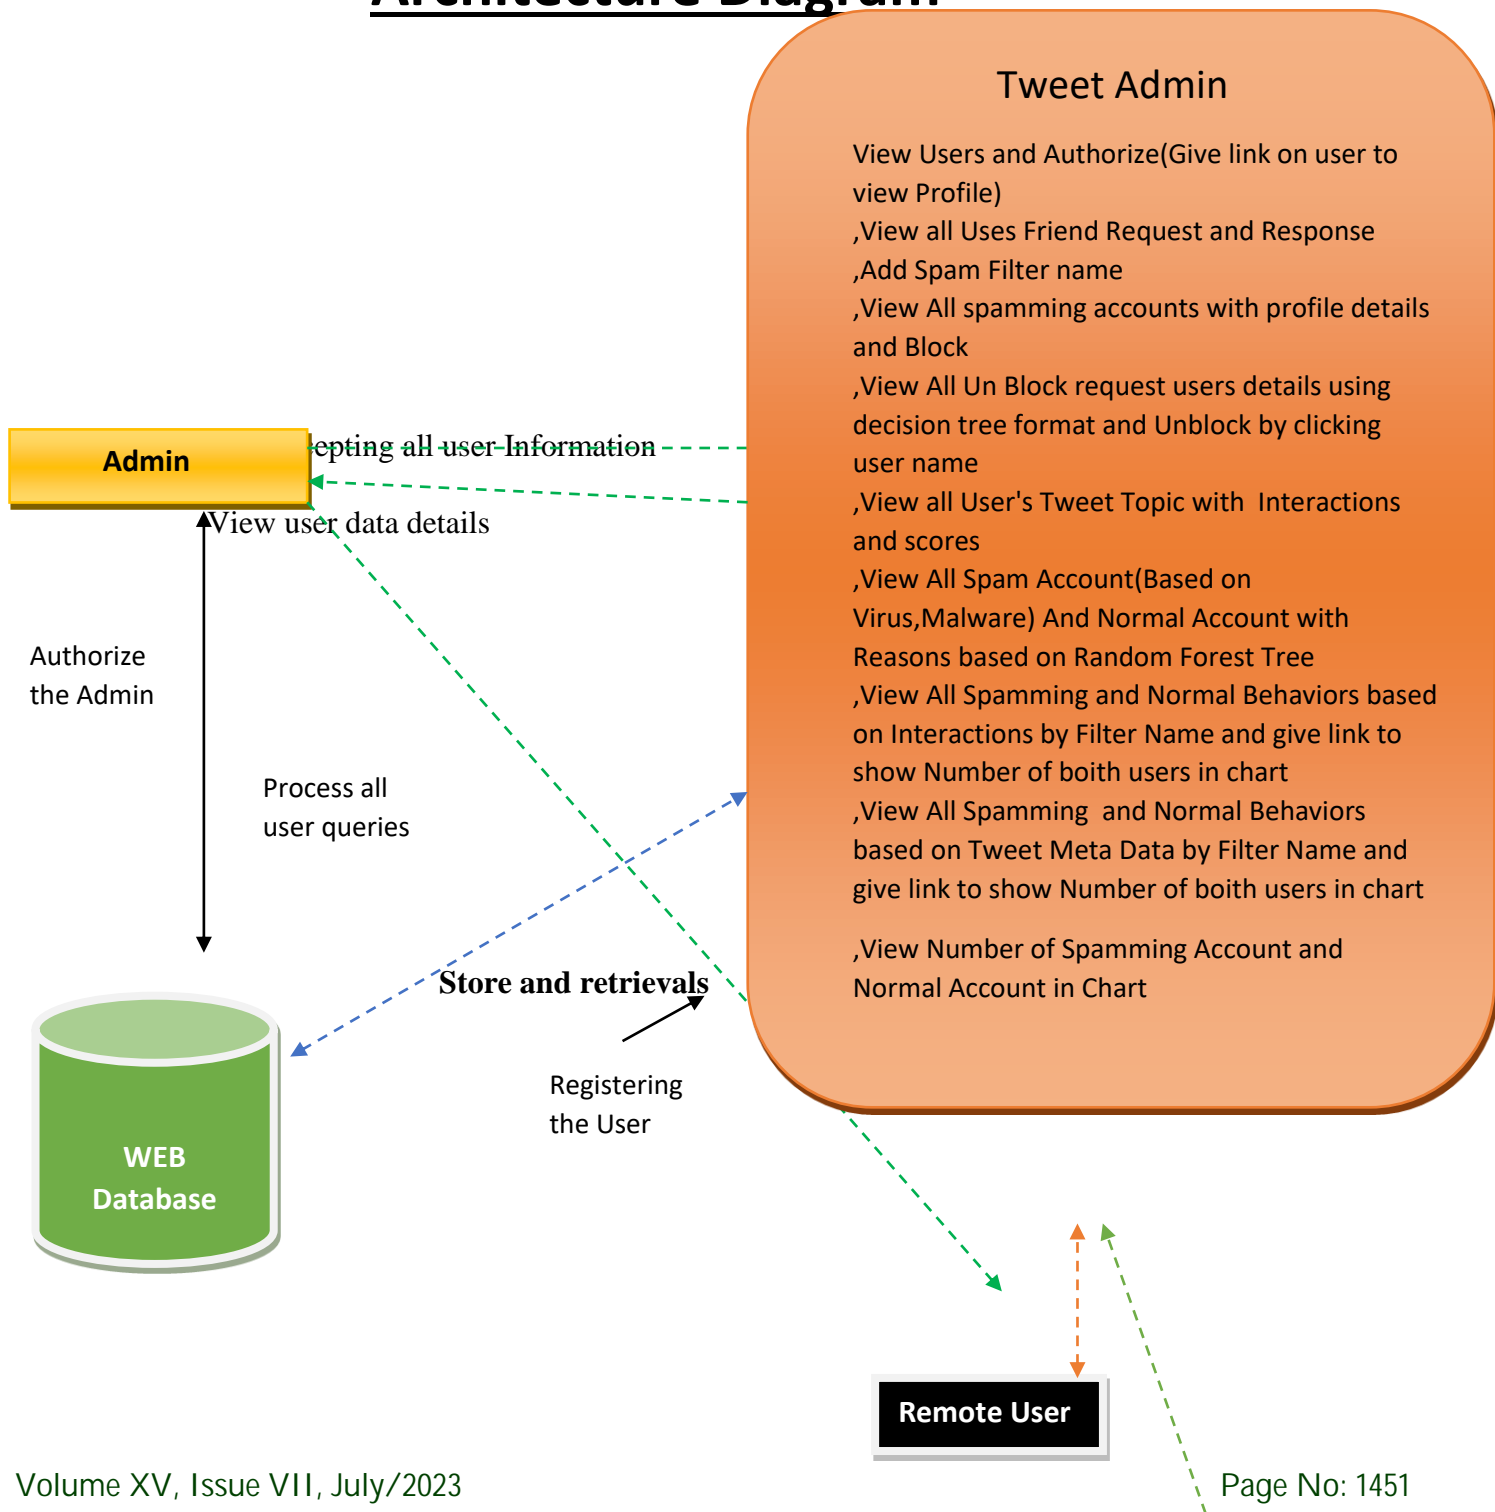 Architecture Diagram
Tweet Admin
View Users and Authorize(Give link on user to
view Profile)
,View all Uses Friend Request and Response
,Add Spam Filter name
,View All spamming accounts with profile details
and Block
,View All Un Block request users details using
decision tree format and Unblock by clicking
user name
,View all User's Tweet Topic with Interactions
and scores
,View All Spam Account(Based on
Virus,Malware) And Normal Account with
Reasons based on Random Forest Tree
,View All Spamming and Normal Behaviors based
on Interactions by Filter Name and give link to
show Number of boith users in chart
,View All Spamming and Normal Behaviors
based on Tweet Meta Data by Filter Name and
give link to show Number of boith users in chart
,View Number of Spamming Account and
Normal Account in Chart
Admin
epting all user Information
View user data details
Authorize
the Admin
Process all
user queries
Store and retrievals
Registering
the User
WEB
Database
Remote User
Volume XV, Issue VII, July/2023
Page No: 1451